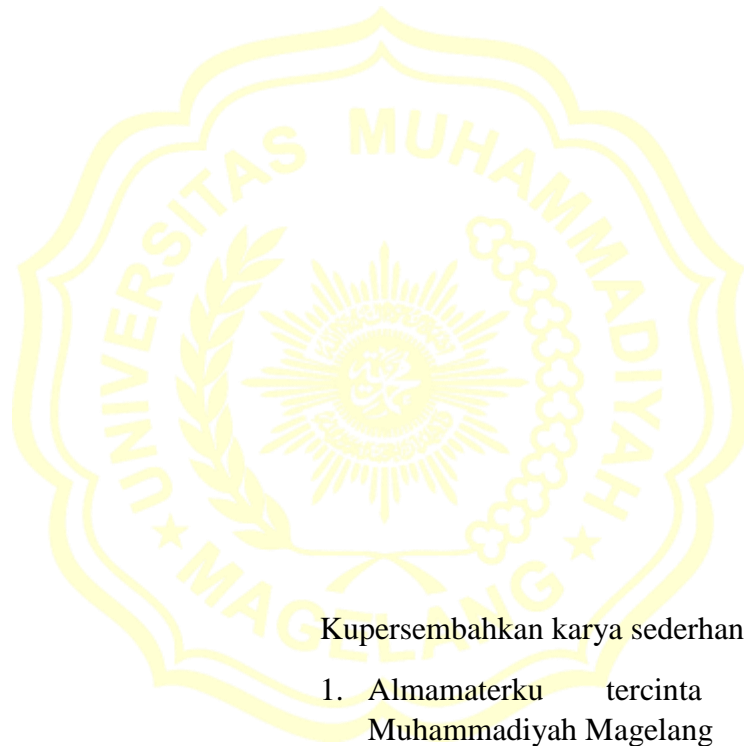 UNIVERSITAS MUHAMMADIYAH
MAGELANG
Kupersembahkan karya sederhan
1. Almamaterku tercinta
Muhammadiyah Magelang